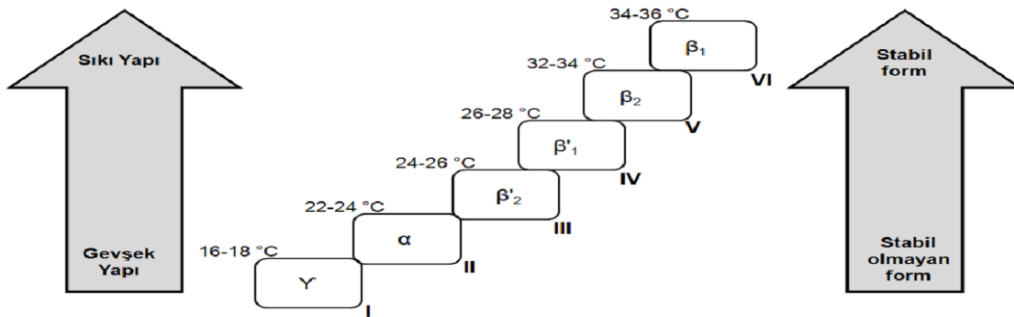 34-36 °C
β1
VI
32-34 °C
β2
V
26-28 °C
β'1
IV
24-26 °C
β'2
III
22-24 °C
α
II
16-18 °C
ϒ
I
Sıkı Yapı
Gevşek
Yapı
Stabil
form
Stabil
olmayan
form